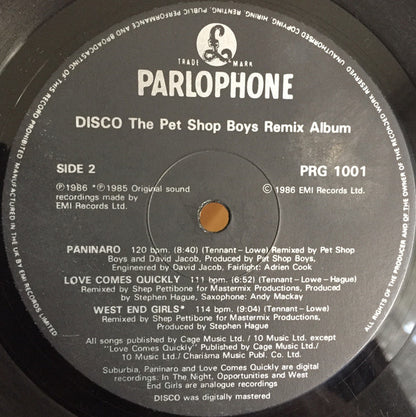 MANUFACTURED IN THE UK BY EMI RECORDS LIMITED
ALL RIGHTS OF THE PRODUCER AND OF THE OWNER OF THE RECORDED WORK RESERVED
UNAUTHORISED COPYING, HIRING, RENTING, PUBLIC PERFORMANCE AND BROADCASTING OF THIS RECORD PROHIBITED
£
TRADE MARK
PARLOPHONE
DISCO The Pet Shop Boys Remix Album
SIDE 2
PRG 1001
℗1986 *℗1985 Original sound
recordings made by
EMI Records Ltd.
© 1986 EMI Records Ltd.
PANINARO 120 bpm. (8:40) (Tennant–Lowe) Remixed by Pet Shop
Boys and David Jacob, Produced by Pet Shop Boys,
Engineered by David Jacob, Fairlight: Adrian Cook
LOVE COMES QUICKLY 111 bpm. (6:52) (Tennant–Lowe–Hague)
Remixed by Shep Pettibone for Mastermix Productions, Produced by
Stephen Hague, Saxophone: Andy Mackay
WEST END GIRLS* 114 bpm. (9:04) (Tennant–Lowe)
Remixed by Shep Pettibone for Mastermix Productions,
Produced by Stephen Hague
All songs published by Cage Music Ltd. / 10 Music Ltd. except
"Love Comes Quickly" Published by Cage Music Ltd./
10 Music Ltd./ Charisma Music Publ. Co. Ltd.
Suburbia, Paninaro and Love Comes Quickly are digital
recordings: In The Night, Opportunities and West
End Girls are analogue recordings
DISCO was digitally mastered